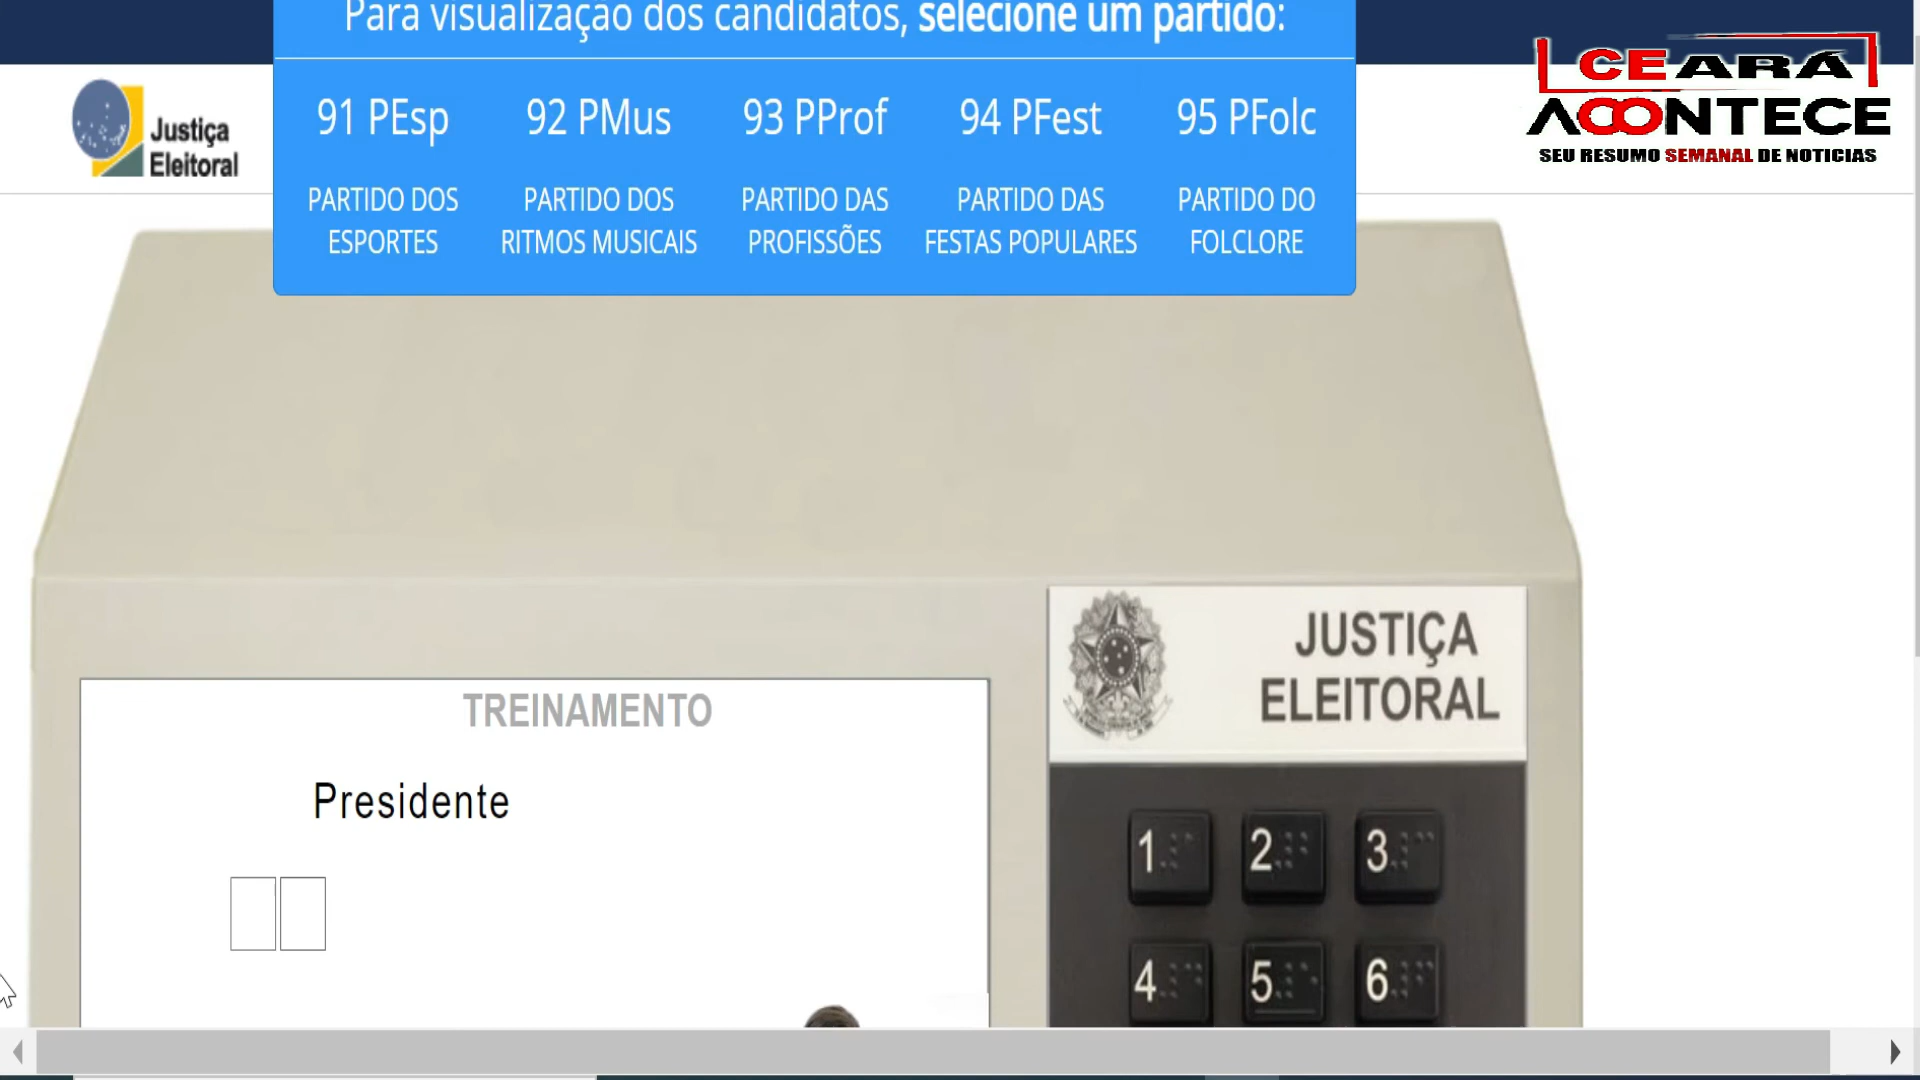 Para visualização dos candidatos, selecione um partido:
91 PEsp
92 PMus
93 PProf
94 PFest
95 PFolc
PARTIDO DOS
ESPORTES
PARTIDO DOS
RITMOS MUSICAIS
PARTIDO DAS
PROFISSÕES
PARTIDO DAS
FESTAS POPULARES
PARTIDO DO
FOLCLORE
Justiça
Eleitoral
CEARÁ
ACONTECE
SEU RESUMO SEMANAL DE NOTICIAS
TREINAMENTO
Presidente
JUSTIÇA
ELEITORAL
1 2 3
4 5 6